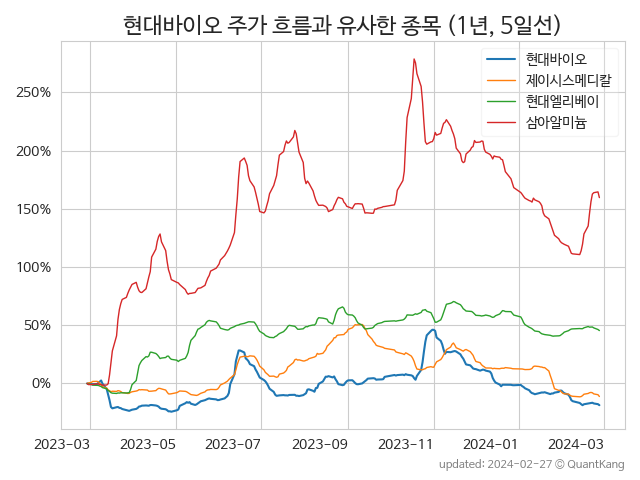 현대바이오 주가 흐름과 유사한 종목 (1년, 5일선)
현대바이오
제이시스메디칼
현대엘리베이
삼아알미늄
250%
200%
150%
100%
50%
0%
2023-03 2023-05 2023-07 2023-09 2023-11 2024-01 2024-03
updated: 2024-02-27 © QuantKang